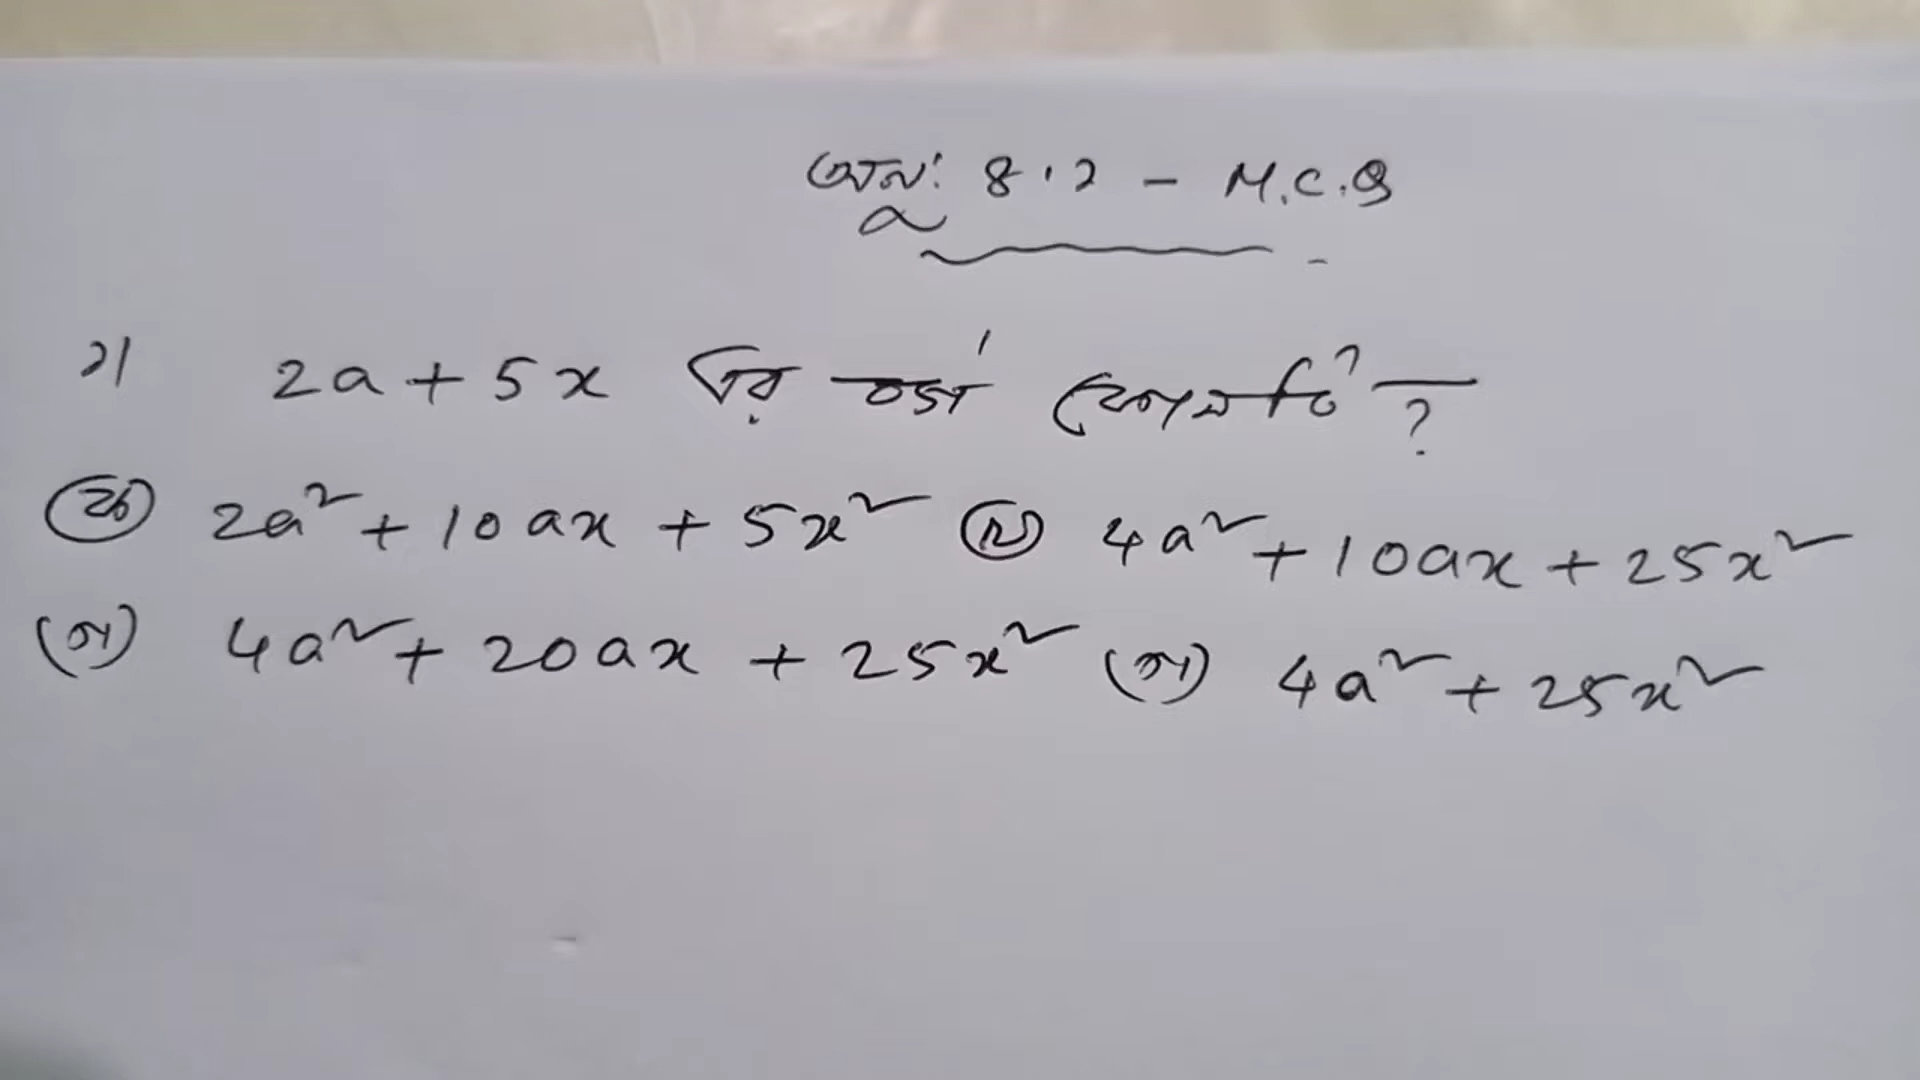 অনু: ৪.২ - M.C.Q
১। 2a + 5x এর বর্গ কোনটি?
ক 2a² + 10ax + 5x² খ 4a² + 10ax + 25x²
(গ) 4a² + 20ax + 25x² (ঘ) 4a² + 25x²